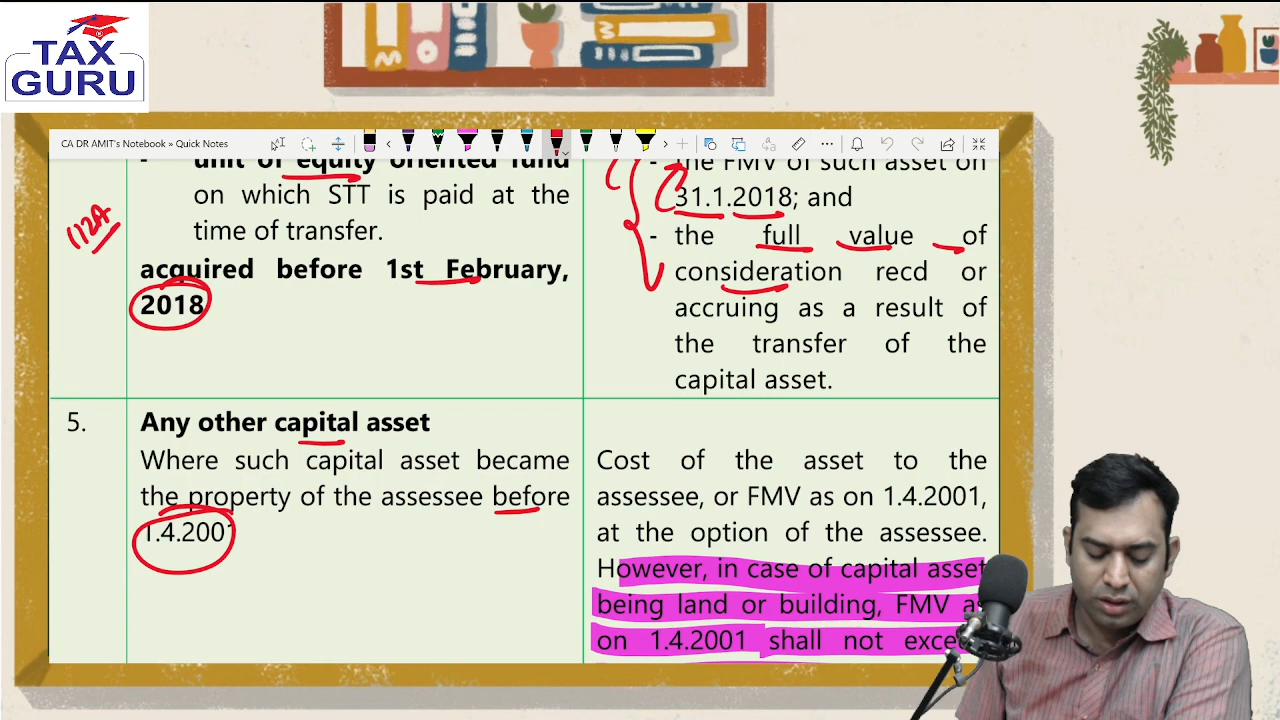 TAX
GURU
CA DR AMIT's Notebook » Quick Notes
unit of equity oriented fund
on which STT is paid at the
time of transfer.
112A
acquired before 1st February,
2018
- the FMV of such asset on
31.1.2018; and
- the full value of
consideration recd or
accruing as a result of
the transfer of the
capital asset.
5.
Any other capital asset
Where such capital asset became
the property of the assessee before
1.4.2001
Cost of the asset to the
assessee, or FMV as on 1.4.2001,
at the option of the assessee.
However, in case of capital asset
being land or building, FMV as
on 1.4.2001 shall not exceed